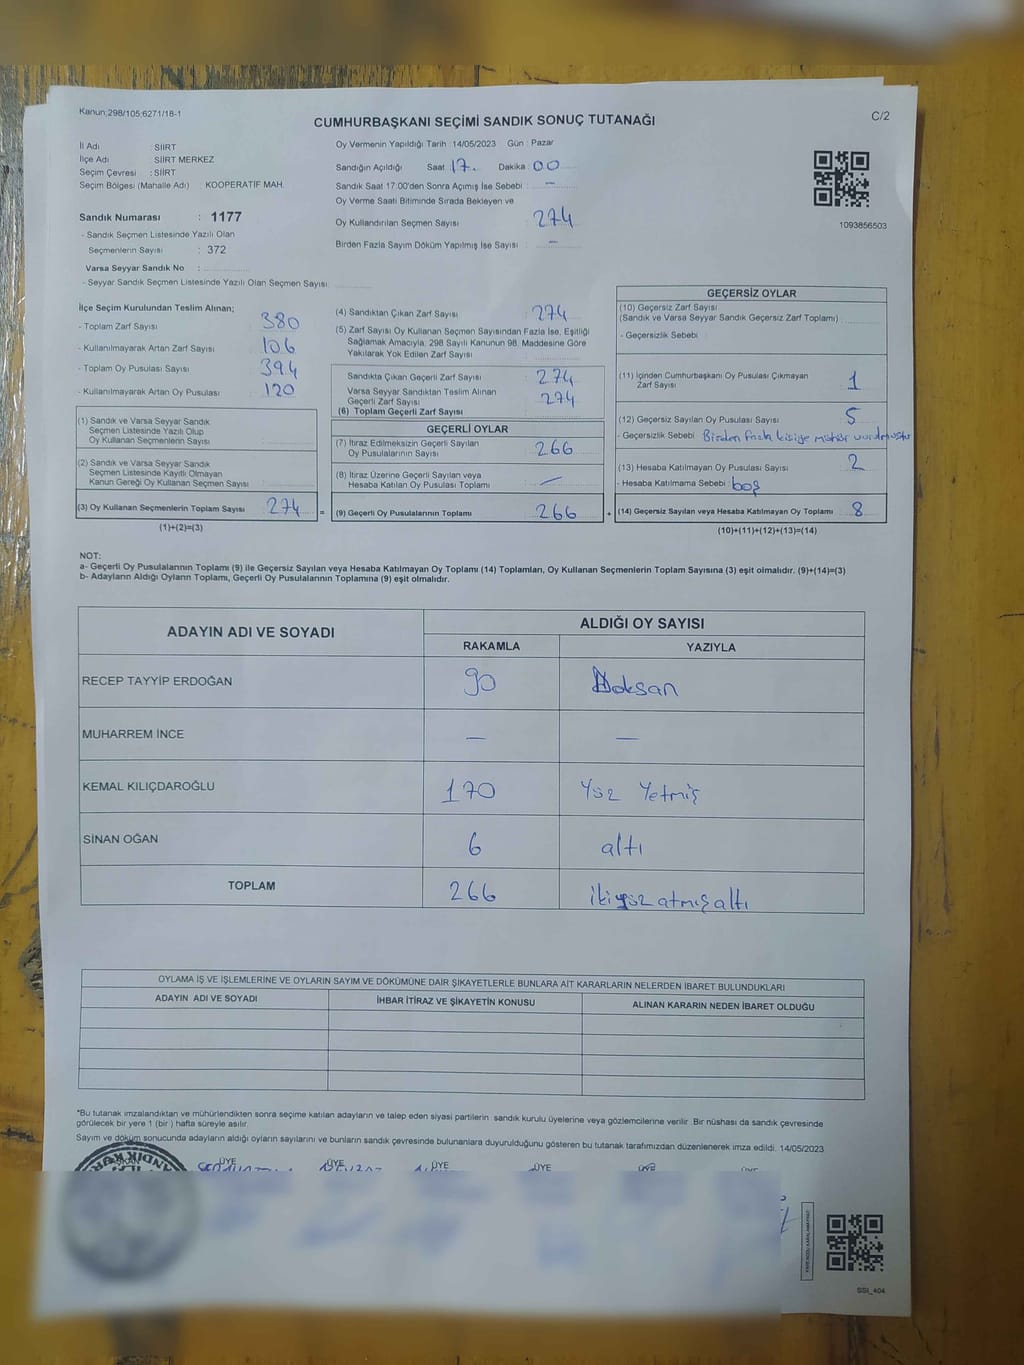 Kanun;298/105;6271/18-1
C/2
CUMHURBAŞKANI SEÇİMİ SANDIK SONUÇ TUTANAĞI
İl Adı : SİİRT
İlçe Adı : SİİRT MERKEZ
Seçim Çevresi : SİİRT
Seçim Bölgesi (Mahalle Adı) KOOPERATİF MAH.
Sandık Numarası : 1177
- Sandık Seçmen Listesinde Yazılı Olan
Seçmenlerin Sayısı : 372
Varsa Seyyar Sandık No :
- Seyyar Sandık Seçmen Listesinde Yazılı Olan Seçmen Sayısı
Oy Vermenin Yapıldığı Tarih : 14/05/2023 Gün : Pazar
Sandığın Açıldığı Saat 17. Dakika : 00
Sandık Saat 17:00'den Sonra Açımış İse Sebebi : —
Oy Verme Saati Bitiminde Sırada Bekleyen ve
Oy Kullandırılan Seçmen Sayısı : 274
Birden Fazla Sayım Döküm Yapılmış İse Sayısı : —
1093856503
İlçe Seçim Kurulundan Teslim Alınan;
- Toplam Zarf Sayısı : 380
- Kullanılmayarak Artan Zarf Sayısı : 106
- Toplam Oy Pusulası Sayısı : 394
- Kullanılmayarak Artan Oy Pusulası : 120
(1) Sandık ve Varsa Seyyar Sandık
Seçmen Listesinde Yazılı Olup
Oy Kullanan Seçmenlerin Sayısı :
(2) Sandık ve Varsa Seyyar Sandık
Seçmen Listesinde Kayıtlı Olmayan
Kanun Gereği Oy Kullanan Seçmen Sayısı :
(3) Oy Kullanan Seçmenlerin Toplam Sayısı : 274
(1)+(2)=(3)
(4) Sandıktan Çıkan Zarf Sayısı : 274
(5) Zarf Sayısı Oy Kullanan Seçmen Sayısından Fazla İse, Eşitliği
Sağlamak Amacıyla; 298 Sayılı Kanunun 98. Maddesine Göre
Yakılarak Yok Edilen Zarf Sayısı :
Sandıkta Çıkan Geçerli Zarf Sayısı : 274
Varsa Seyyar Sandıktan Teslim Alınan
Geçerli Zarf Sayısı : 274
(6) Toplam Geçerli Zarf Sayısı
GEÇERLİ OYLAR
(7) İtiraz Edilmeksizin Geçerli Sayılan
Oy Pusulalarının Sayısı : 266
(8) İtiraz Üzerine Geçerli Sayılan veya
Hesaba Katılan Oy Pusulası Toplamı : —
= (9) Geçerli Oy Pusulalarının Toplamı : 266 +
GEÇERSİZ OYLAR
(10) Geçersiz Zarf Sayısı
(Sandık ve Varsa Seyyar Sandık Geçersiz Zarf Toplamı)
- Geçersizlik Sebebi :
(11) İçinden Cumhurbaşkanı Oy Pusulası Çıkmayan
Zarf Sayısı : 1
(12) Geçersiz Sayılan Oy Pusulası Sayısı : 5
- Geçersizlik Sebebi : Birden fazla kişiye mühür vurulmuştur
(13) Hesaba Katılmayan Oy Pusulası Sayısı : 2
- Hesaba Katılmama Sebebi : boş
(14) Geçersiz Sayılan veya Hesaba Katılmayan Oy Toplamı : 8
(10)+(11)+(12)+(13)=(14)
NOT:
a- Geçerli Oy Pusulalarının Toplamı (9) ile Geçersiz Sayılan veya Hesaba Katılmayan Oy Toplamı (14) Toplamları, Oy Kullanan Seçmenlerin Toplam Sayısına (3) eşit olmalıdır. (9)+(14)=(3)
b- Adayların Aldığı Oyların Toplamı, Geçerli Oy Pusulalarının Toplamına (9) eşit olmalıdır.
ADAYIN ADI VE SOYADI
ALDIĞI OY SAYISI
RAKAMLA YAZIYLA
RECEP TAYYİP ERDOĞAN 90 doksan
MUHARREM İNCE — —
KEMAL KILIÇDAROĞLU 170 Yüz Yetmiş
SİNAN OĞAN 6 altı
TOPLAM 266 ikiyüz atmış altı
OYLAMA İŞ VE İŞLEMLERİNE VE OYLARIN SAYIM VE DÖKÜMÜNE DAİR ŞİKAYETLERLE BUNLARA AİT KARARLARIN NELERDEN İBARET BULUNDUKLARI
ADAYIN ADI VE SOYADI İHBAR İTİRAZ VE ŞİKAYETİN KONUSU ALINAN KARARIN NEDEN İBARET OLDUĞU
*Bu tutanak imzalandıktan ve mühürlendikten sonra seçime katılan adayların ve talep eden siyasi partilerin sandık kurulu üyelerine veya gözlemcilerine verilir. Bir nüshası da sandık çevresinde
görülecek bir yere 1 (bir ) hafta süreyle asılır.
Sayım ve döküm sonucunda adayların aldığı oyların sayılarını ve bunların sandık çevresinde bulunanlara duyurulduğunu gösteren bu tutanak tarafımızdan düzenlenerek imza edildi. 14/05/2023
BAŞKAN ÜYE ÜYE ÜYE ÜYE ÜYE ÜYE
SSI_404